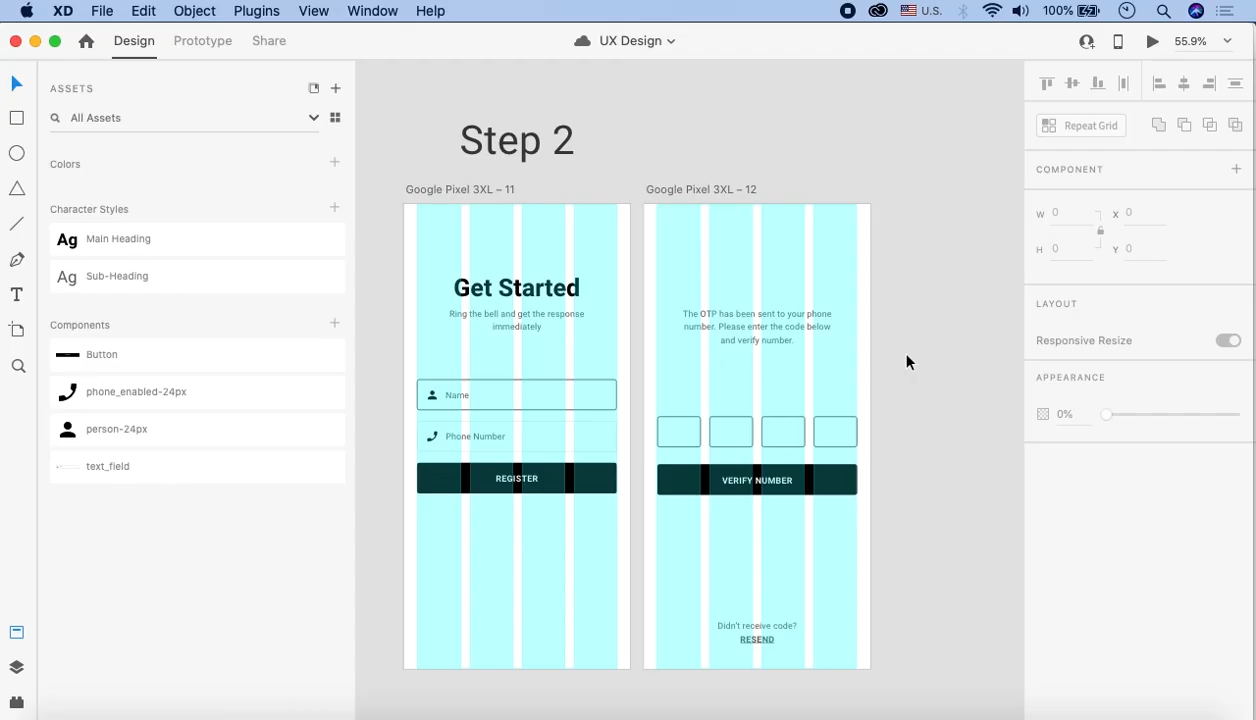 XD File Edit Object Plugins View Window Help
U.S. 100%
Design Prototype Share
UX Design
55.9%
ASSETS
All Assets
Colors
Character Styles
Ag Main Heading
Ag Sub-Heading
Components
Button
phone_enabled-24px
person-24px
text_field
Step 2
Google Pixel 3XL – 11
Get Started
Ring the bell and get the response
immediately
Name
Phone Number
REGISTER
Google Pixel 3XL – 12
The OTP has been sent to your phone
number. Please enter the code below
and verify number.
VERIFY NUMBER
Didn't receive code?
RESEND
Repeat Grid
COMPONENT
W 0 X 0
H 0 Y 0
LAYOUT
Responsive Resize
APPEARANCE
0%